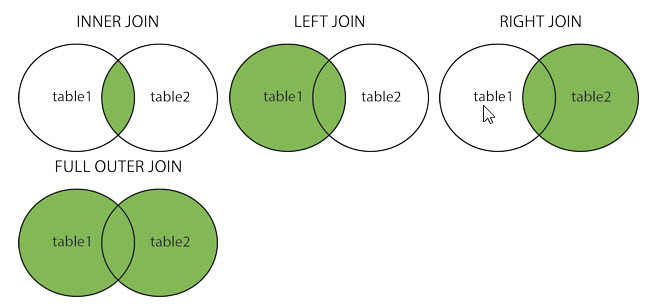 INNER JOIN
LEFT JOIN
RIGHT JOIN
table1
table2
table1
table2
table1
table2
FULL OUTER JOIN
table1
table2